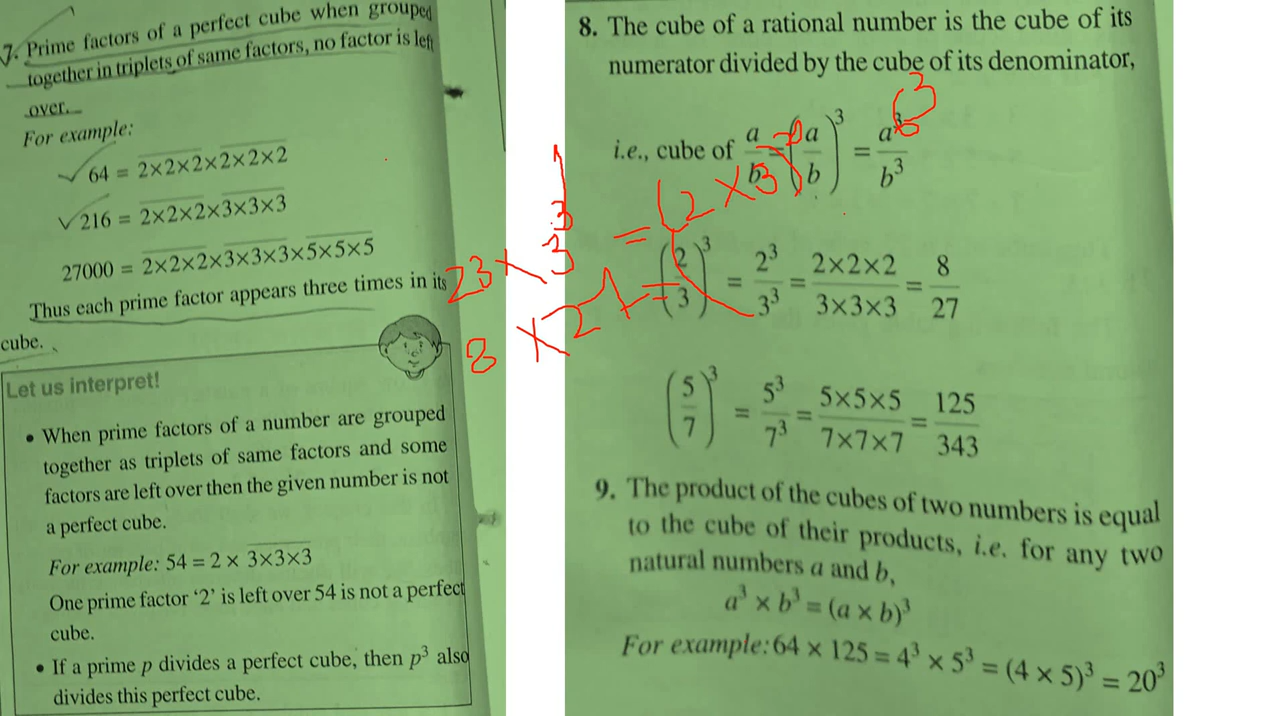 7. Prime factors of a perfect cube when grouped
together in triplets of same factors, no factor is left
over.
For example:
64 = 2×2×2×2×2×2
216 = 2×2×2×3×3×3
27000 = 2×2×2×3×3×3×5×5×5
Thus each prime factor appears three times in its
cube.
Let us interpret!
• When prime factors of a number are grouped
together as triplets of same factors and some
factors are left over then the given number is not
a perfect cube.
For example: 54 = 2 × 3×3×3
One prime factor ‘2’ is left over 54 is not a perfect
cube.
• If a prime p divides a perfect cube, then p³ also
divides this perfect cube.
8. The cube of a rational number is the cube of its
numerator divided by the cube of its denominator,
i.e., cube of a/b = (a/b)³ = a³/b³
(2/3)³ = 2³/3³ = 2×2×2/3×3×3 = 8/27
(5/7)³ = 5³/7³ = 5×5×5/7×7×7 = 125/343
9. The product of the cubes of two numbers is equal
to the cube of their products, i.e. for any two
natural numbers a and b,
a³ × b³ = (a × b)³
For example: 64 × 125 = 4³ × 5³ = (4 × 5)³ = 20³
23 × 3³ = (2 × 3)
8 × 27 =